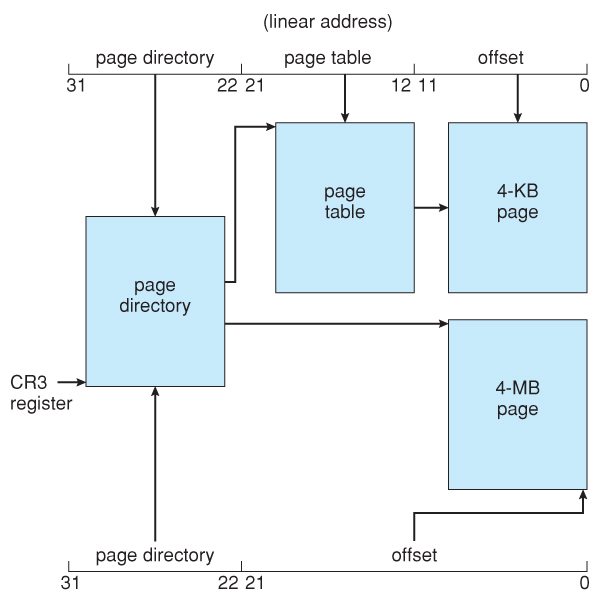 (linear address)
page directory page table offset
31 22 21 12 11 0
page
table
4-KB
page
page
directory
CR3
register
4-MB
page
page directory offset
31 22 21 0